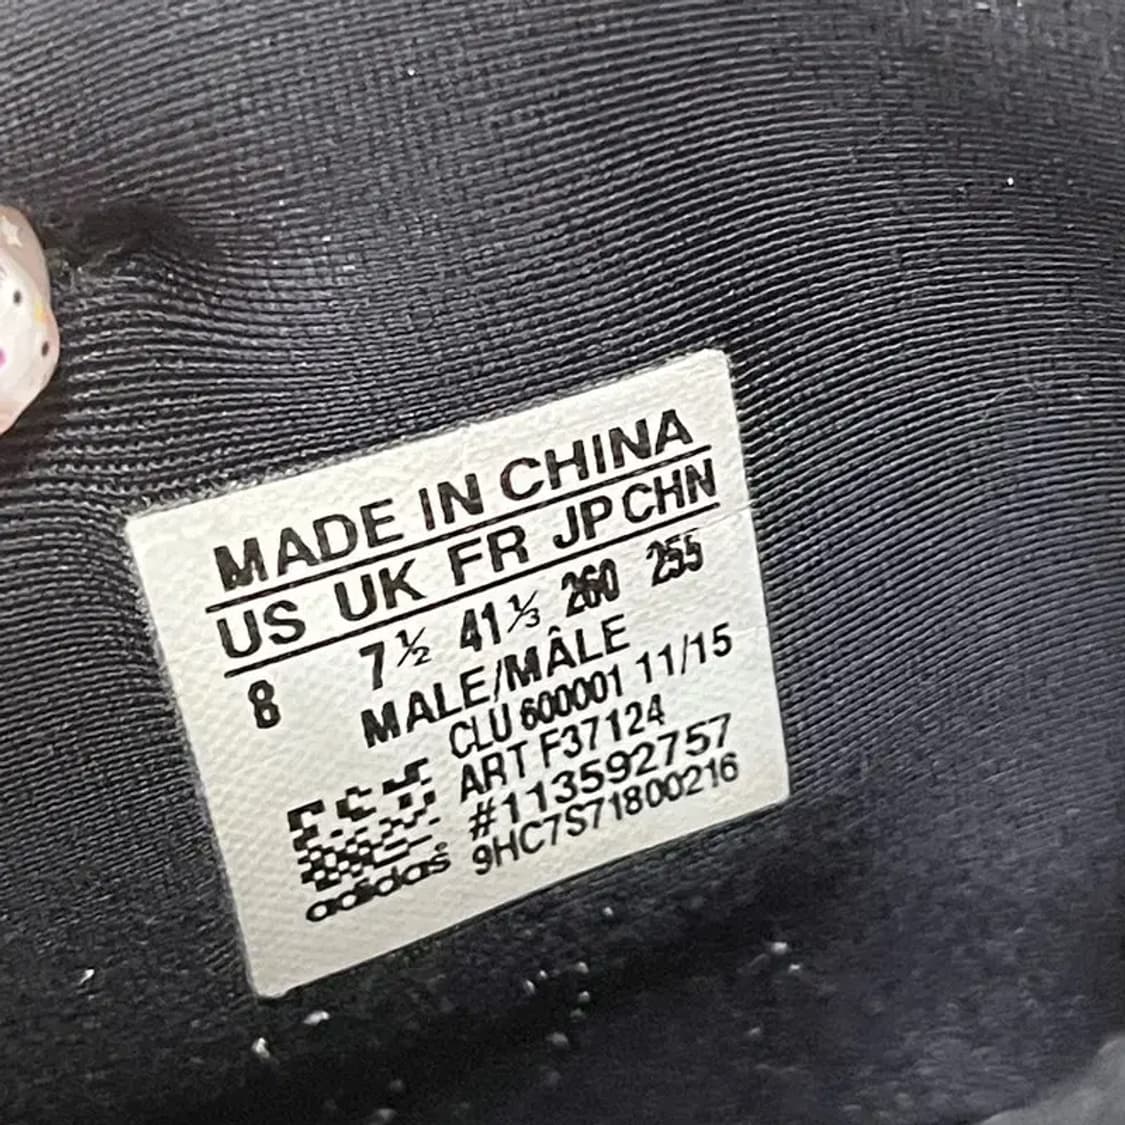 MADE IN CHINA
US UK FR JP CHN
8 7½ 41⅓ 260 255
MALE/MÂLE
CLU 600001 11/15
ART F37124
#113592757
9HC7S71800216
adidas